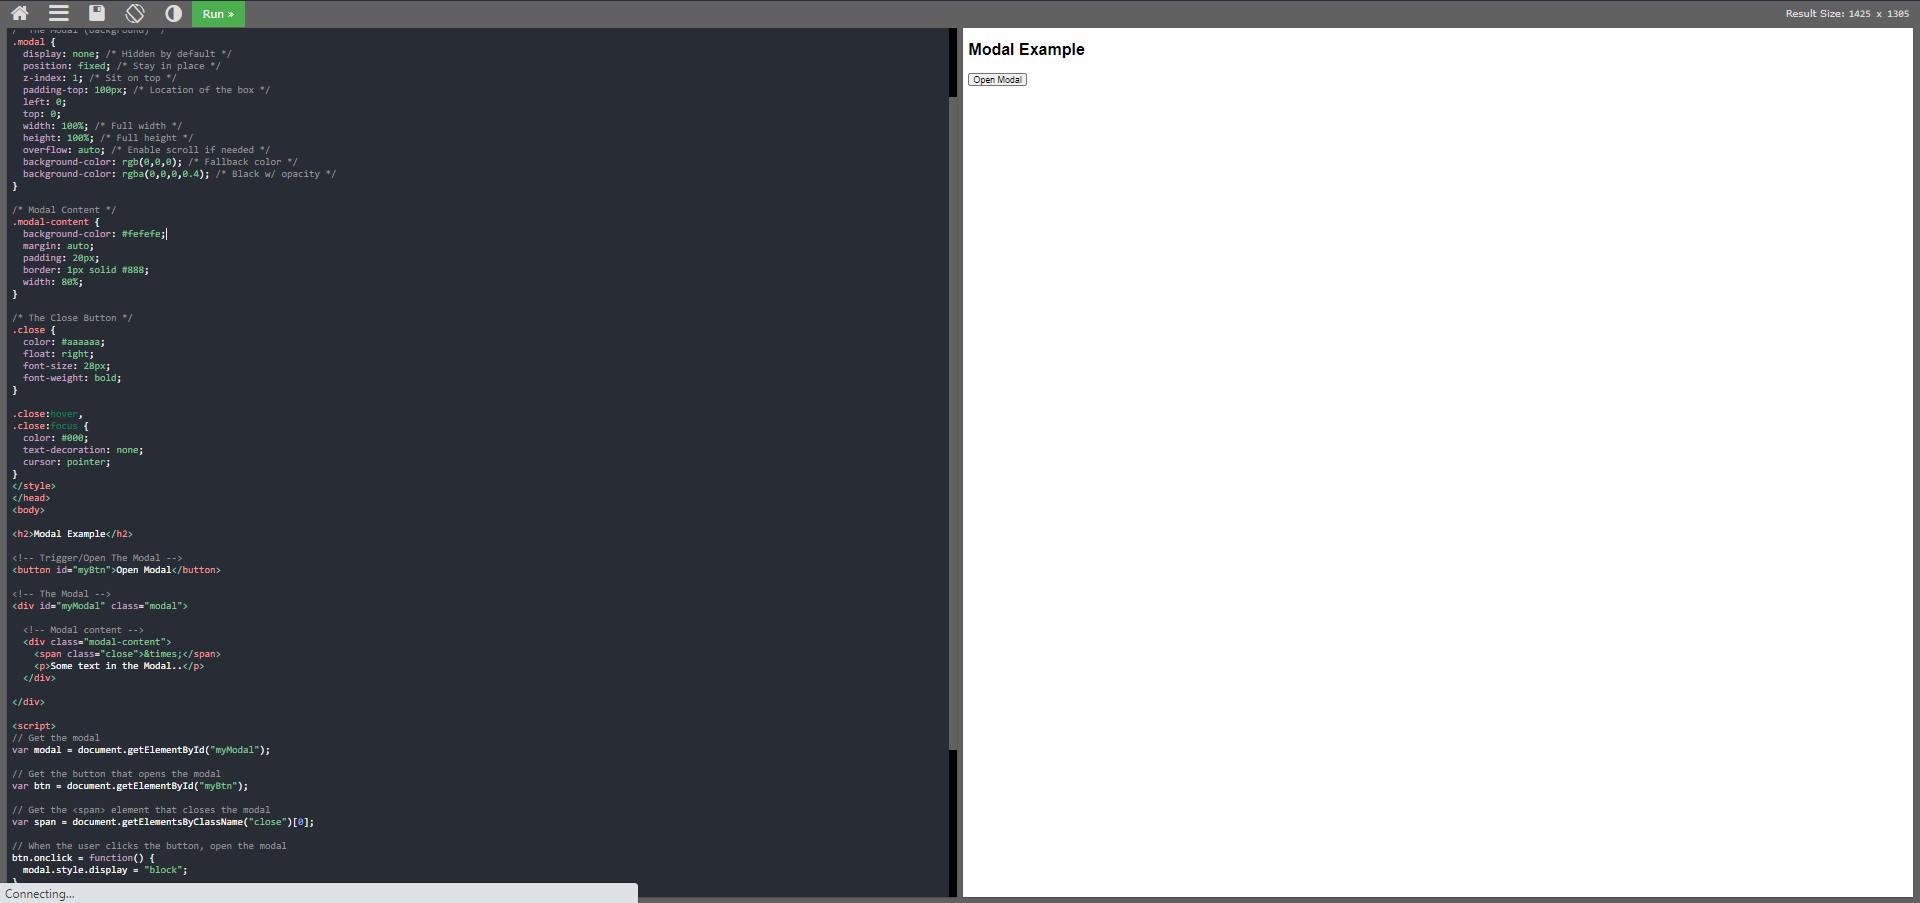 Run »
Result Size: 1425 x 1305
/* The Modal (background) */
.modal {
  display: none; /* Hidden by default */
  position: fixed; /* Stay in place */
  z-index: 1; /* Sit on top */
  padding-top: 100px; /* Location of the box */
  left: 0;
  top: 0;
  width: 100%; /* Full width */
  height: 100%; /* Full height */
  overflow: auto; /* Enable scroll if needed */
  background-color: rgb(0,0,0); /* Fallback color */
  background-color: rgba(0,0,0,0.4); /* Black w/ opacity */
}
/* Modal Content */
.modal-content {
  background-color: #fefefe;
  margin: auto;
  padding: 20px;
  border: 1px solid #888;
  width: 80%;
}
/* The Close Button */
.close {
  color: #aaaaaa;
  float: right;
  font-size: 28px;
  font-weight: bold;
}
.close:hover,
.close:focus {
  color: #000;
  text-decoration: none;
  cursor: pointer;
}
</style>
</head>
<body>
<h2>Modal Example</h2>
<!-- Trigger/Open The Modal -->
<button id="myBtn">Open Modal</button>
<!-- The Modal -->
<div id="myModal" class="modal">
  <!-- Modal content -->
  <div class="modal-content">
    <span class="close">&times;</span>
    <p>Some text in the Modal..</p>
  </div>
</div>
<script>
// Get the modal
var modal = document.getElementById("myModal");
// Get the button that opens the modal
var btn = document.getElementById("myBtn");
// Get the <span> element that closes the modal
var span = document.getElementsByClassName("close")[0];
// When the user clicks the button, open the modal
btn.onclick = function() {
  modal.style.display = "block";
}
Connecting...
Modal Example
Open Modal